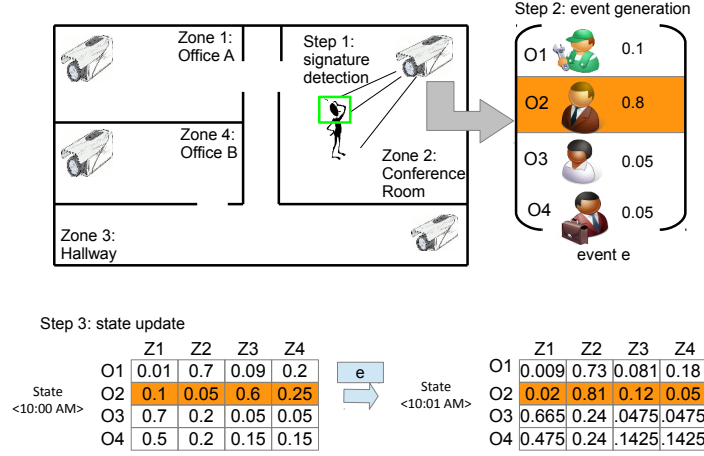 Step 2: event generation
Zone 1:
Office A
Step 1:
signature
detection
O1 0.1
O2 0.8
Zone 4:
Office B
Zone 2:
Conference
Room
O3 0.05
O4 0.05
Zone 3:
Hallway
event e
Step 3: state update
Z1 Z2 Z3 Z4
O1 0.01 0.7 0.09 0.2
O2 0.1 0.05 0.6 0.25
O3 0.7 0.2 0.05 0.05
O4 0.5 0.2 0.15 0.15
State
<10:00 AM>
e
State
<10:01 AM>
Z1 Z2 Z3 Z4
O1 0.009 0.73 0.081 0.18
O2 0.02 0.81 0.12 0.05
O3 0.665 0.24 .0475 .0475
O4 0.475 0.24 .1425 .1425